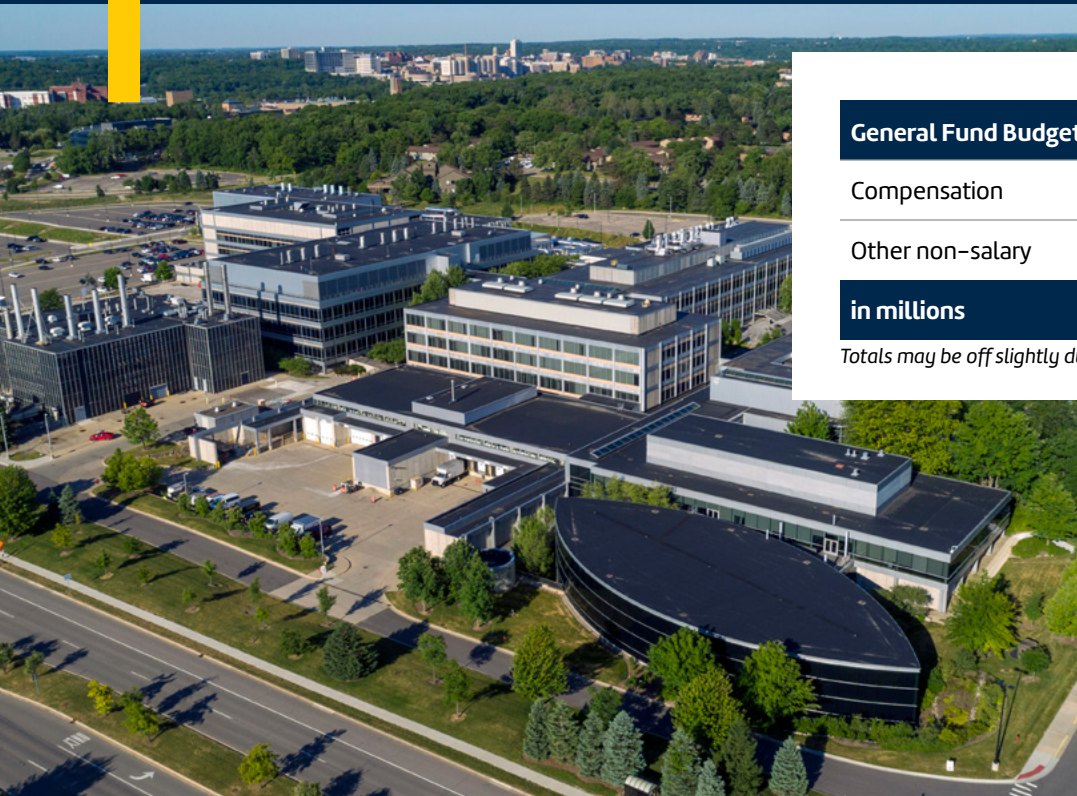 General Fund Budget
Compensation
Other non-salary
in millions
Totals may be off slightly